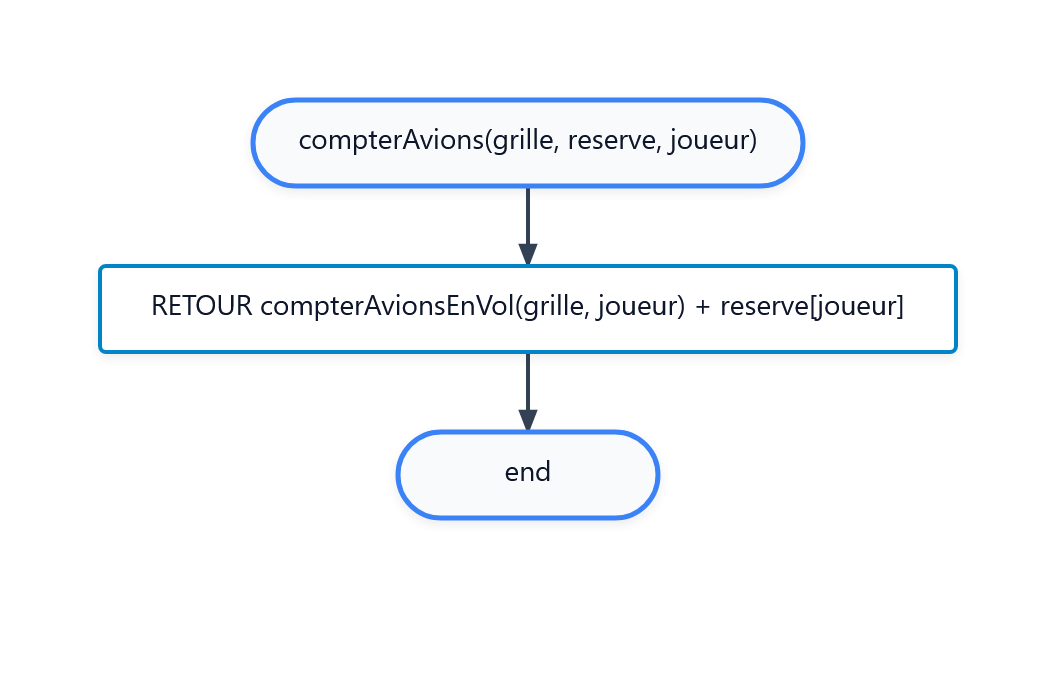 compterAvions(grille, reserve, joueur)
RETOUR compterAvionsEnVol(grille, joueur) + reserve[joueur]
end